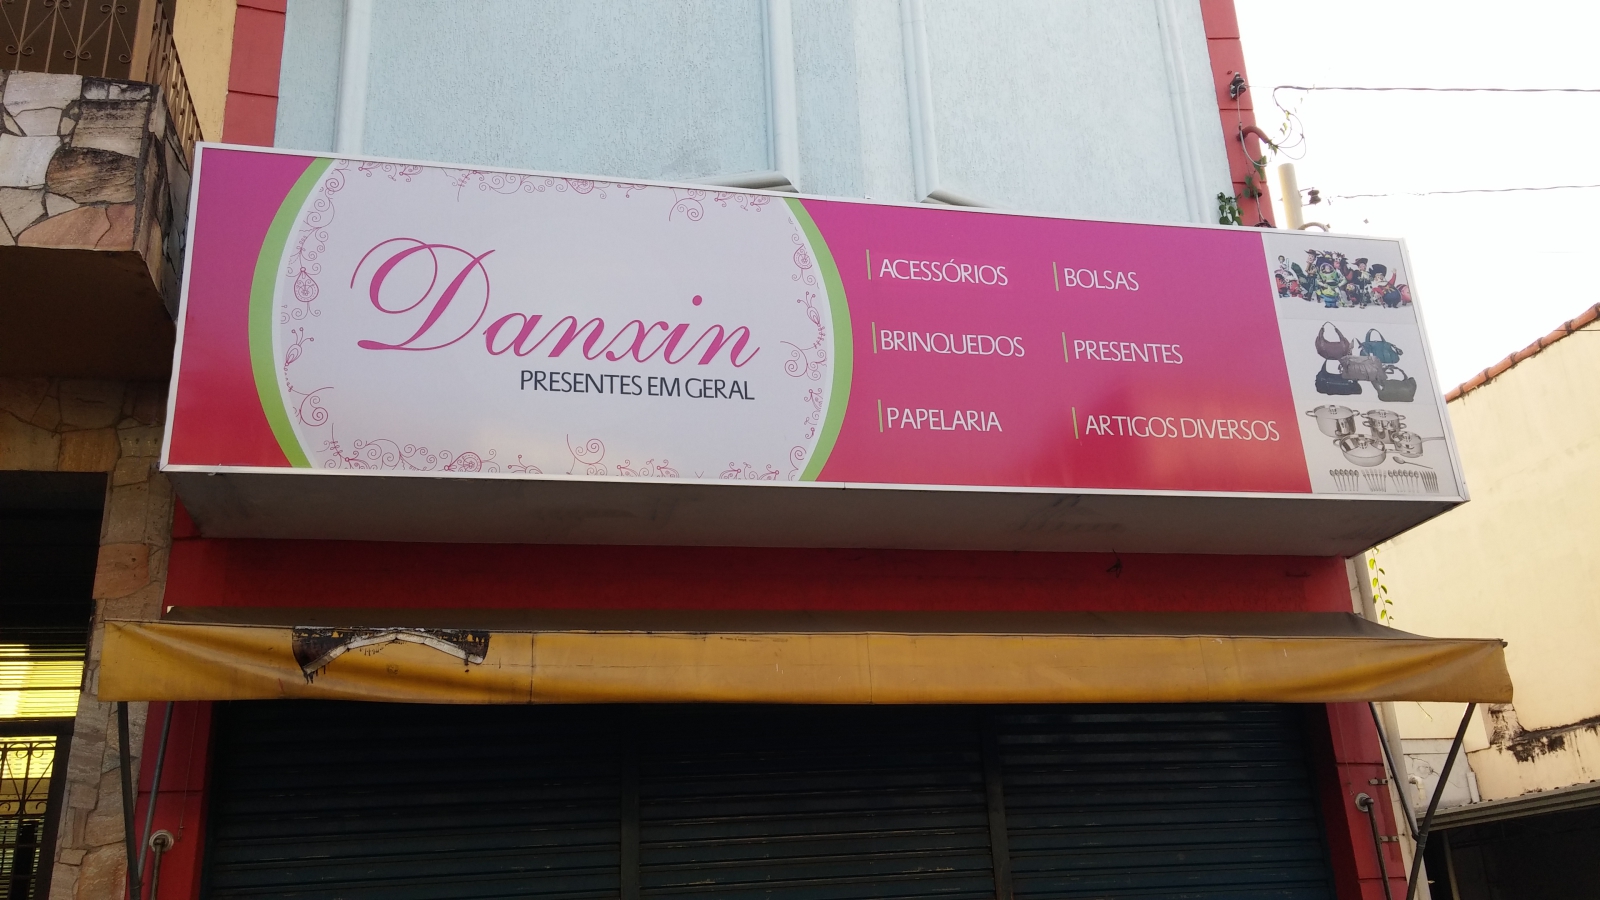 Danxin
PRESENTES EM GERAL
ACESSÓRIOS
BOLSAS
BRINQUEDOS
PRESENTES
PAPELARIA
ARTIGOS DIVERSOS